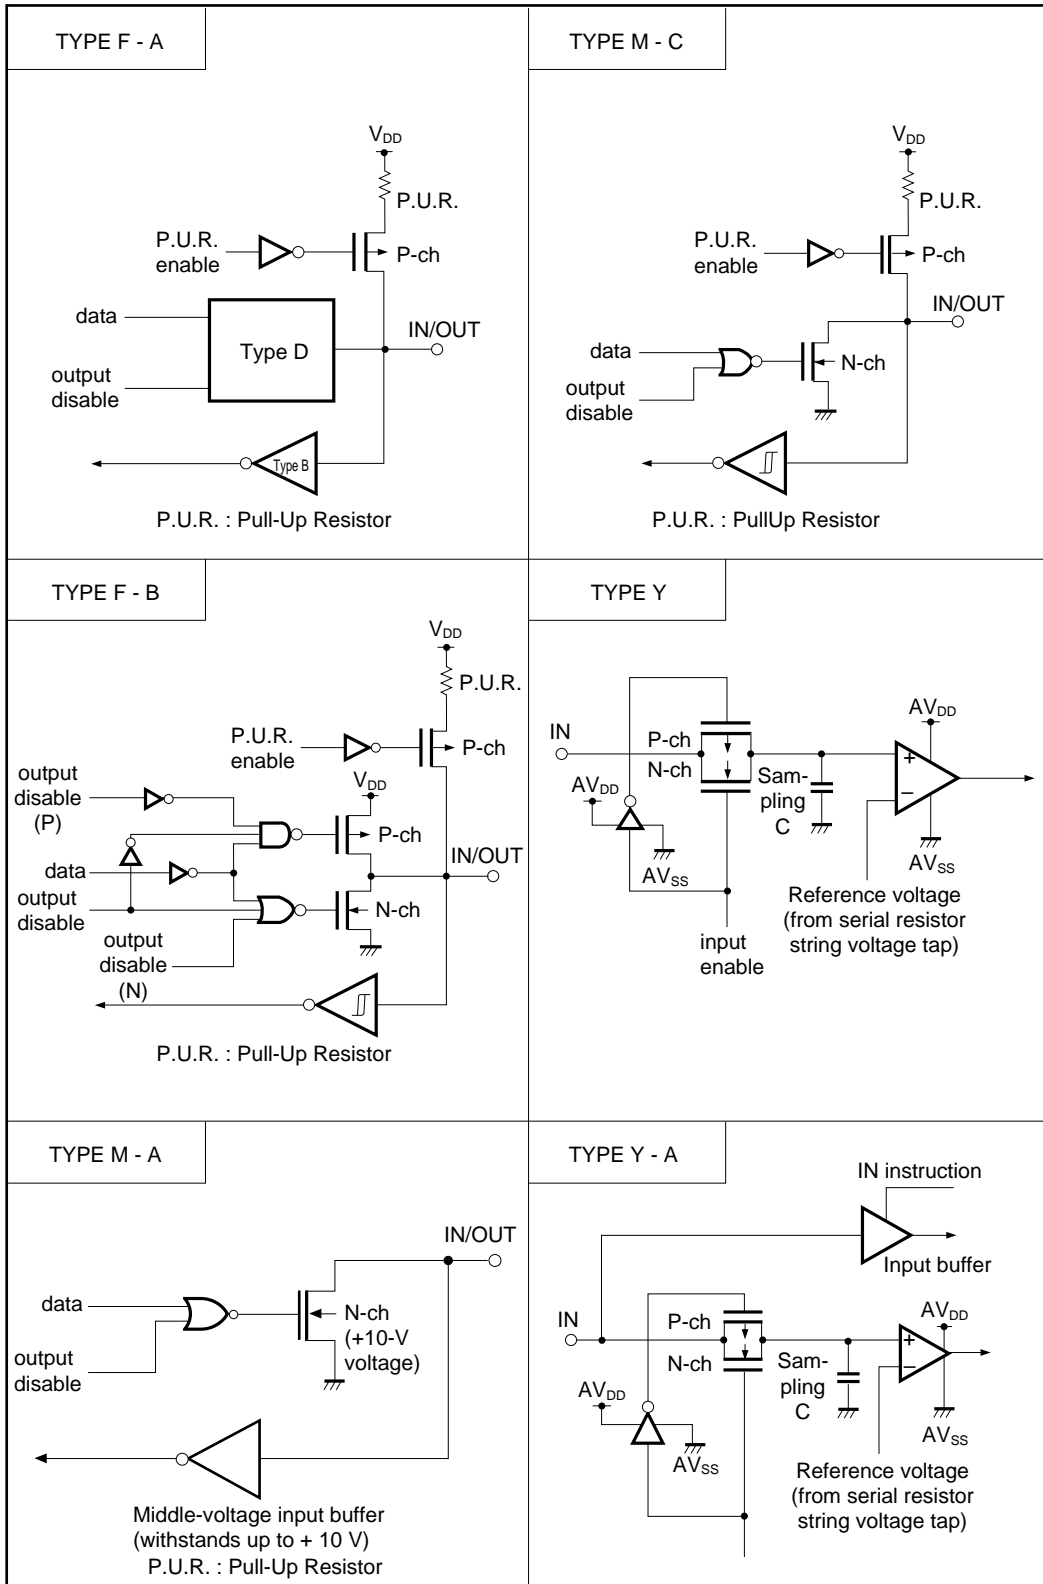 TYPE F - A
VDD
P.U.R.
P.U.R.
enable
P-ch
data
Type D
IN/OUT
output
disable
Type B
P.U.R. : Pull-Up Resistor
TYPE M - C
VDD
P.U.R.
P.U.R.
enable
P-ch
IN/OUT
data
N-ch
output
disable
P.U.R. : PullUp Resistor
TYPE F - B
VDD
P.U.R.
P.U.R.
enable
P-ch
output
disable
(P)
VDD
P-ch
IN/OUT
data
output
disable
N-ch
output
disable
(N)
P.U.R. : Pull-Up Resistor
TYPE Y
IN
P-ch
N-ch
AVDD
AVSS
Sam-
pling
C
AVDD
+
−
AVSS
input
enable
Reference voltage
(from serial resistor
string voltage tap)
TYPE M - A
IN/OUT
data
N-ch
(+10-V
voltage)
output
disable
Middle-voltage input buffer
(withstands up to + 10 V)
P.U.R. : Pull-Up Resistor
TYPE Y - A
IN instruction
Input buffer
IN
P-ch
N-ch
AVDD
AVSS
Sam-
pling
C
AVDD
+
−
AVSS
Reference voltage
(from serial resistor
string voltage tap)